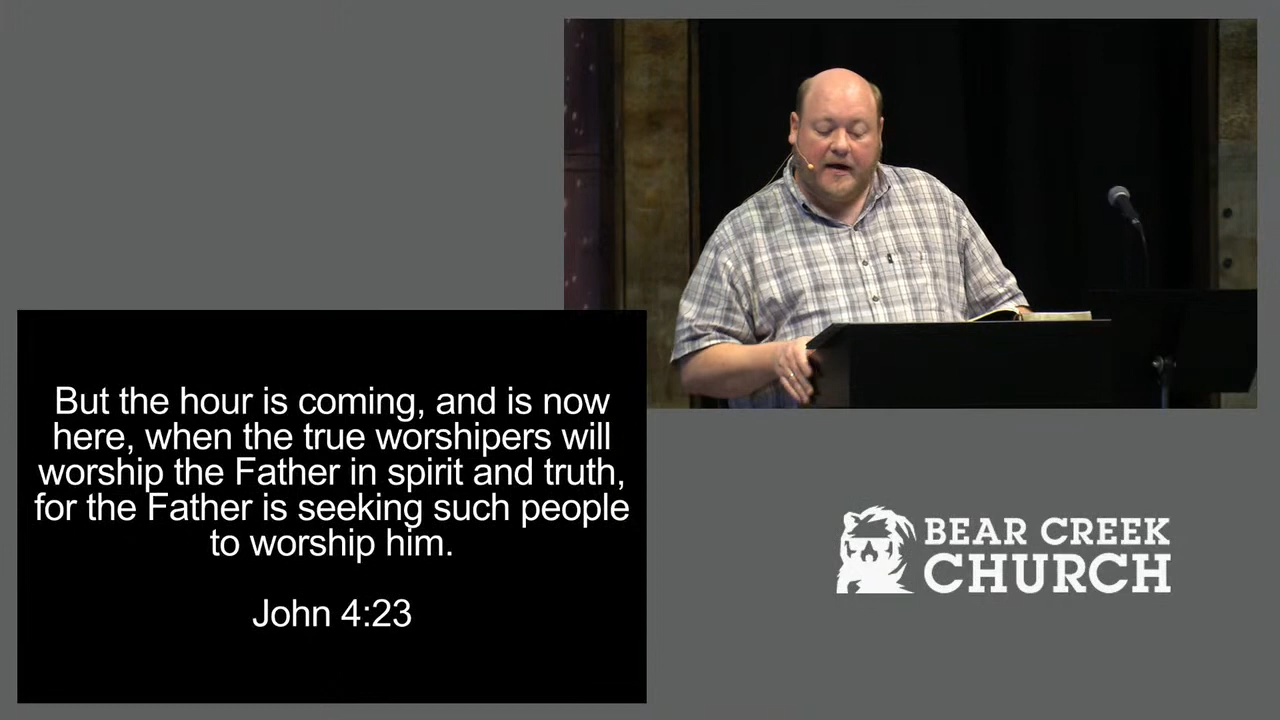 But the hour is coming, and is now
here, when the true worshipers will
worship the Father in spirit and truth,
for the Father is seeking such people
to worship him.
John 4:23
BEAR CREEK
CHURCH